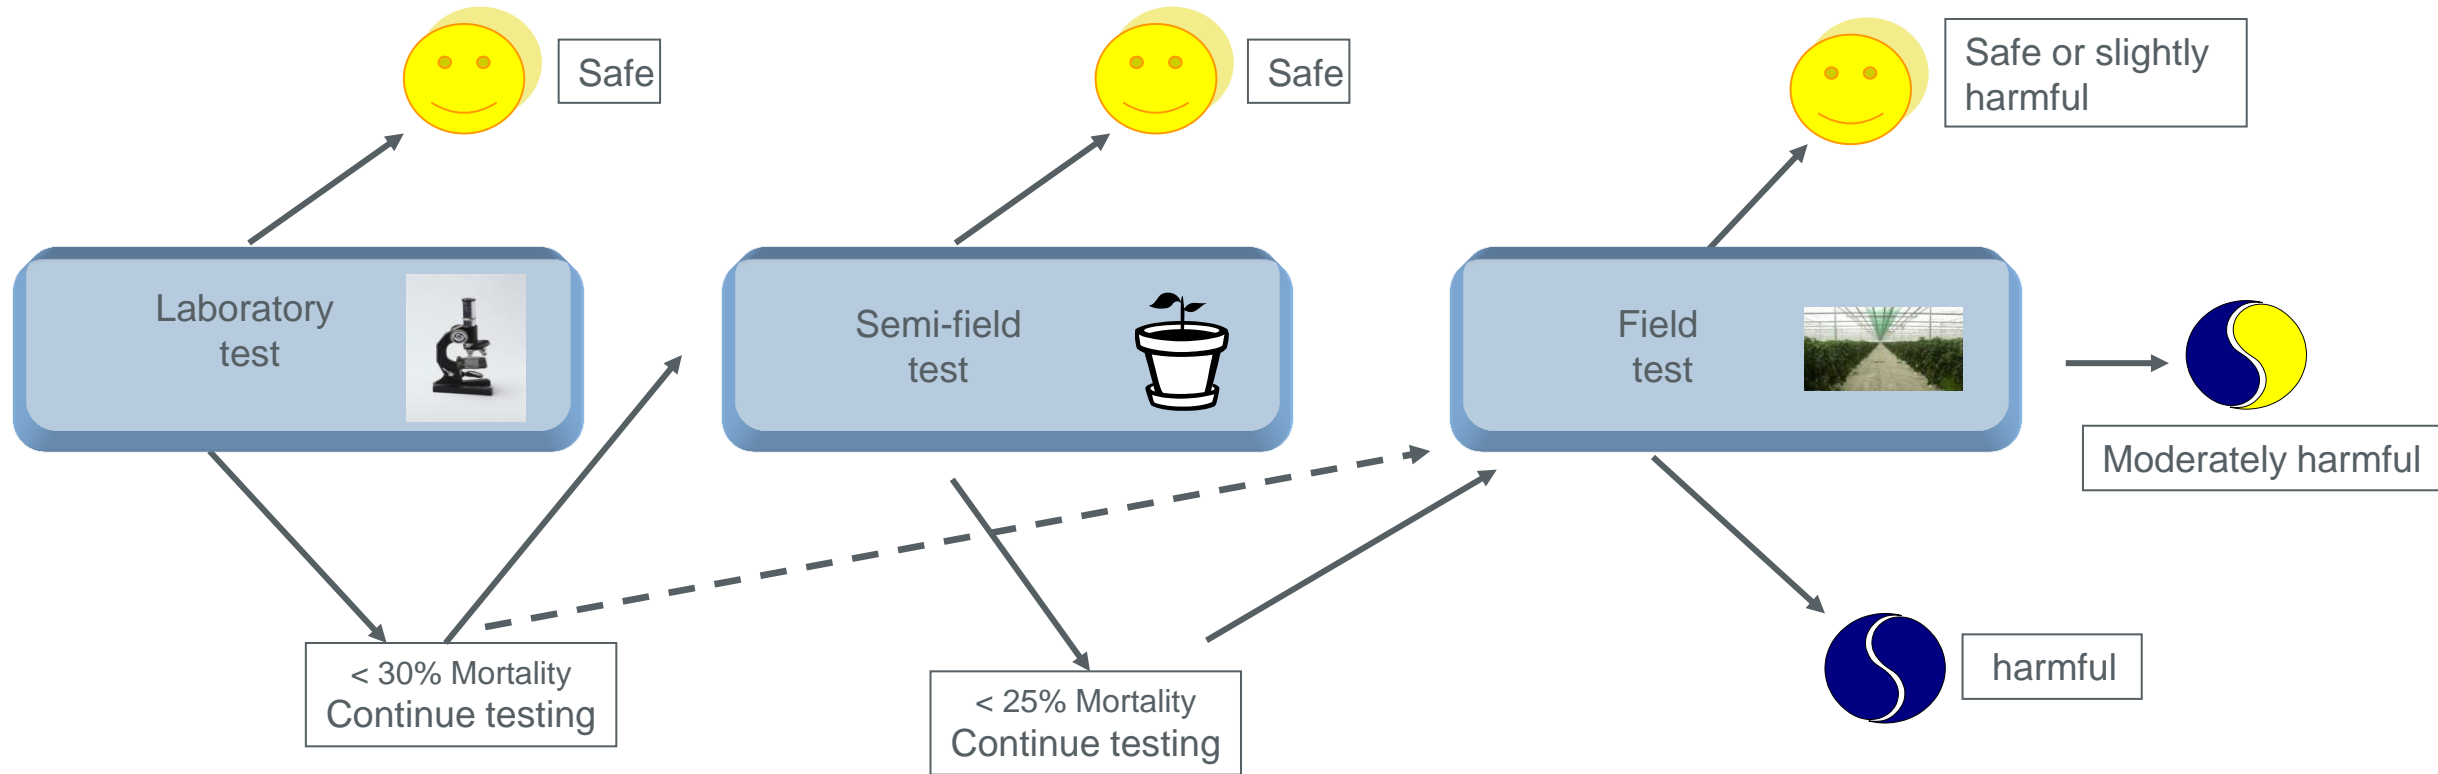 Safe
Safe
Safe or slightly
harmful
Laboratory
test
Semi-field
test
Field
test
Moderately harmful
< 30% Mortality
Continue testing
< 25% Mortality
Continue testing
harmful